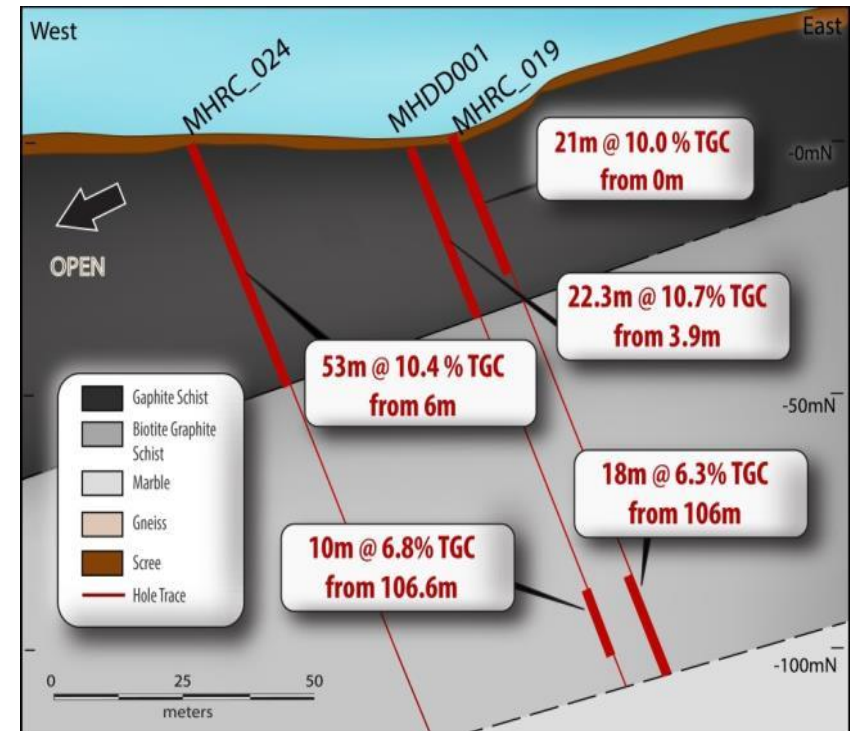 West
East
MHRC_024
MHDD001
MHRC_019
21m @ 10.0 % TGC
from 0m
-0mN
OPEN
22.3m @ 10.7% TGC
from 3.9m
53m @ 10.4 % TGC
from 6m
-50mN
Gaphite Schist
Biotite Graphite
Schist
Marble
Gneiss
Scree
Hole Trace
18m @ 6.3% TGC
from 106m
10m @ 6.8% TGC
from 106.6m
-100mN
0 25 50
meters